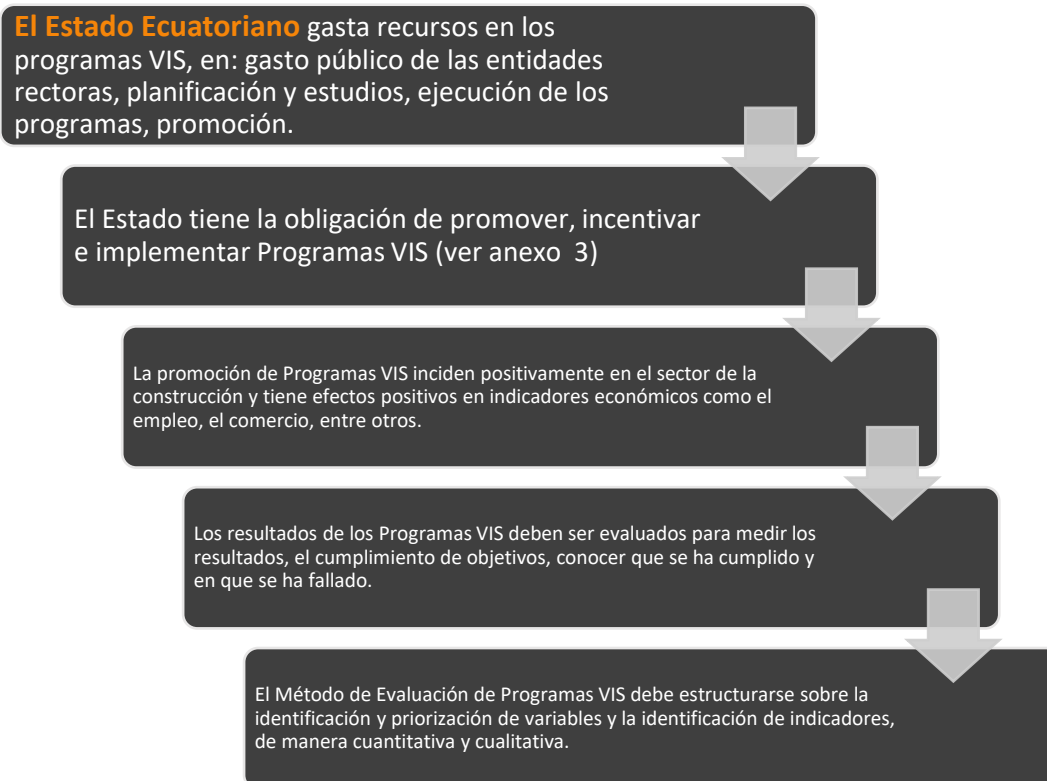 El Estado Ecuatoriano gasta recursos en los
programas VIS, en: gasto público de las entidades
rectoras, planificación y estudios, ejecución de los
programas, promoción.
El Estado tiene la obligación de promover, incentivar
e implementar Programas VIS (ver anexo  3)
La promoción de Programas VIS inciden positivamente en el sector de la
construcción y tiene efectos positivos en indicadores económicos como el
empleo, el comercio, entre otros.
Los resultados de los Programas VIS deben ser evaluados para medir los
resultados, el cumplimiento de objetivos, conocer que se ha cumplido y
en que se ha fallado.
El Método de Evaluación de Programas VIS debe estructurarse sobre la
identificación y priorización de variables y la identificación de indicadores,
de manera cuantitativa y cualitativa.